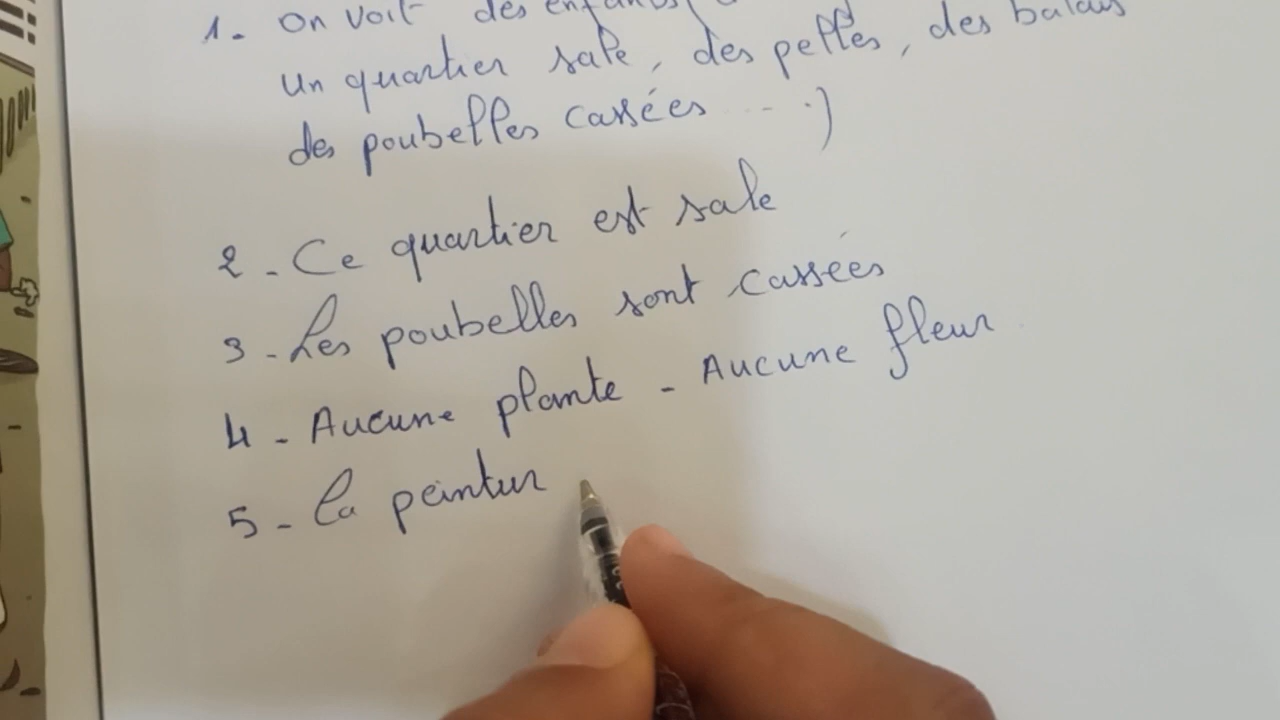 1. On voit des enfants,
un quartier sale, des pelles, des balais
des poubelles cassées ....)
2 - Ce quartier est sale
3 - Les poubelles sont cassées
4 - Aucune plante - Aucune fleur
5 - La peintur